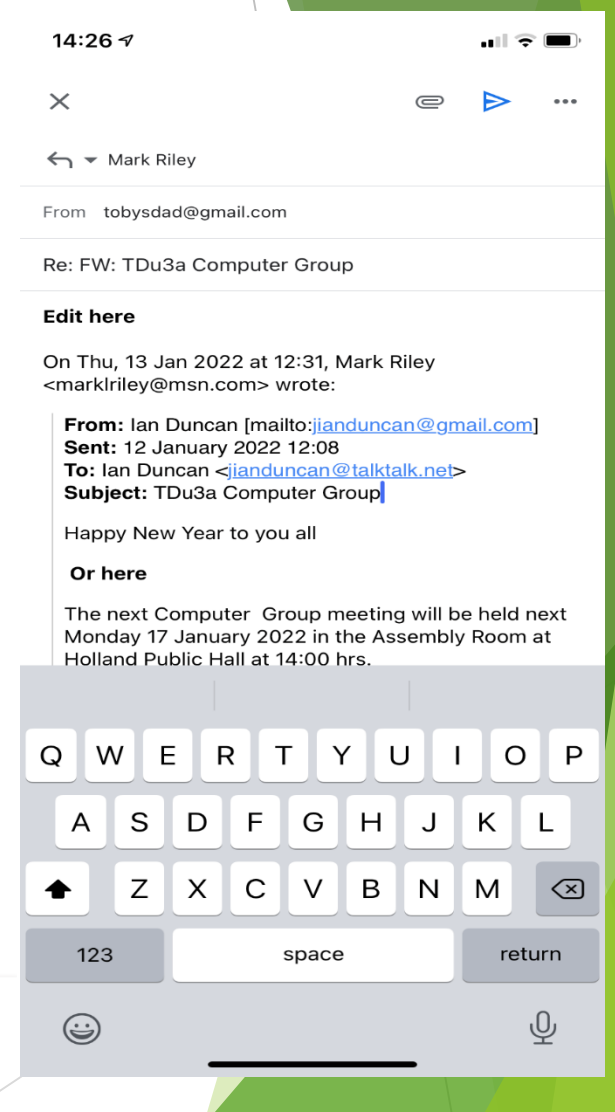 14:26
Mark Riley
From tobysdad@gmail.com
Re: FW: TDu3a Computer Group
Edit here
On Thu, 13 Jan 2022 at 12:31, Mark Riley
<marklriley@msn.com> wrote:
From: Ian Duncan [mailto:jianduncan@gmail.com]
Sent: 12 January 2022 12:08
To: Ian Duncan <jianduncan@talktalk.net>
Subject: TDu3a Computer Group
Happy New Year to you all
Or here
The next Computer  Group meeting will be held next
Monday 17 January 2022 in the Assembly Room at
Holland Public Hall at 14:00 hrs.
Q W E R T Y U I O P
A S D F G H J K L
Z X C V B N M
123 space return